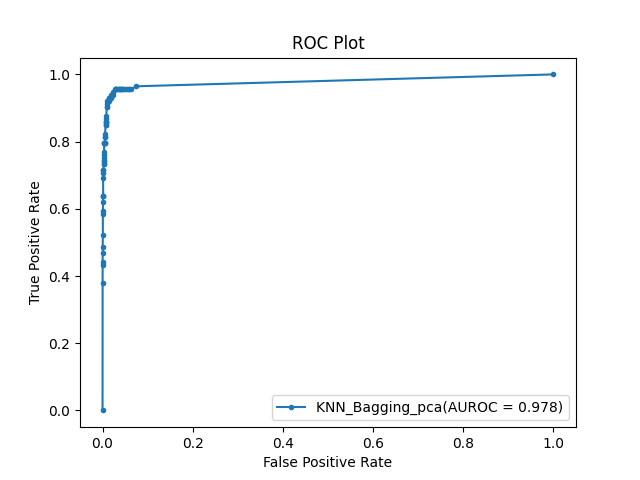 ROC Plot
1.0
0.8
0.6
0.4
0.2
0.0
True Positive Rate
0.0 0.2 0.4 0.6 0.8 1.0
False Positive Rate
KNN_Bagging_pca(AUROC = 0.978)